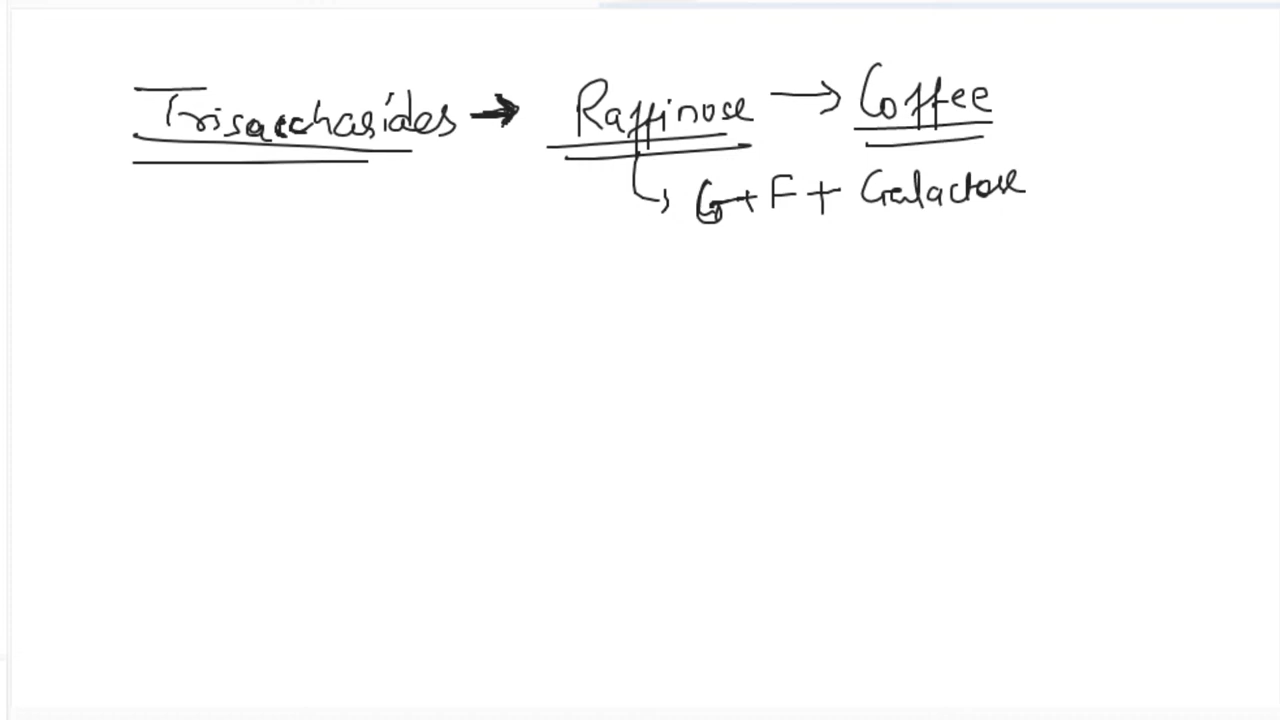 Trisaccharides → Raffinose → Coffee
↳ G + F + Galactose